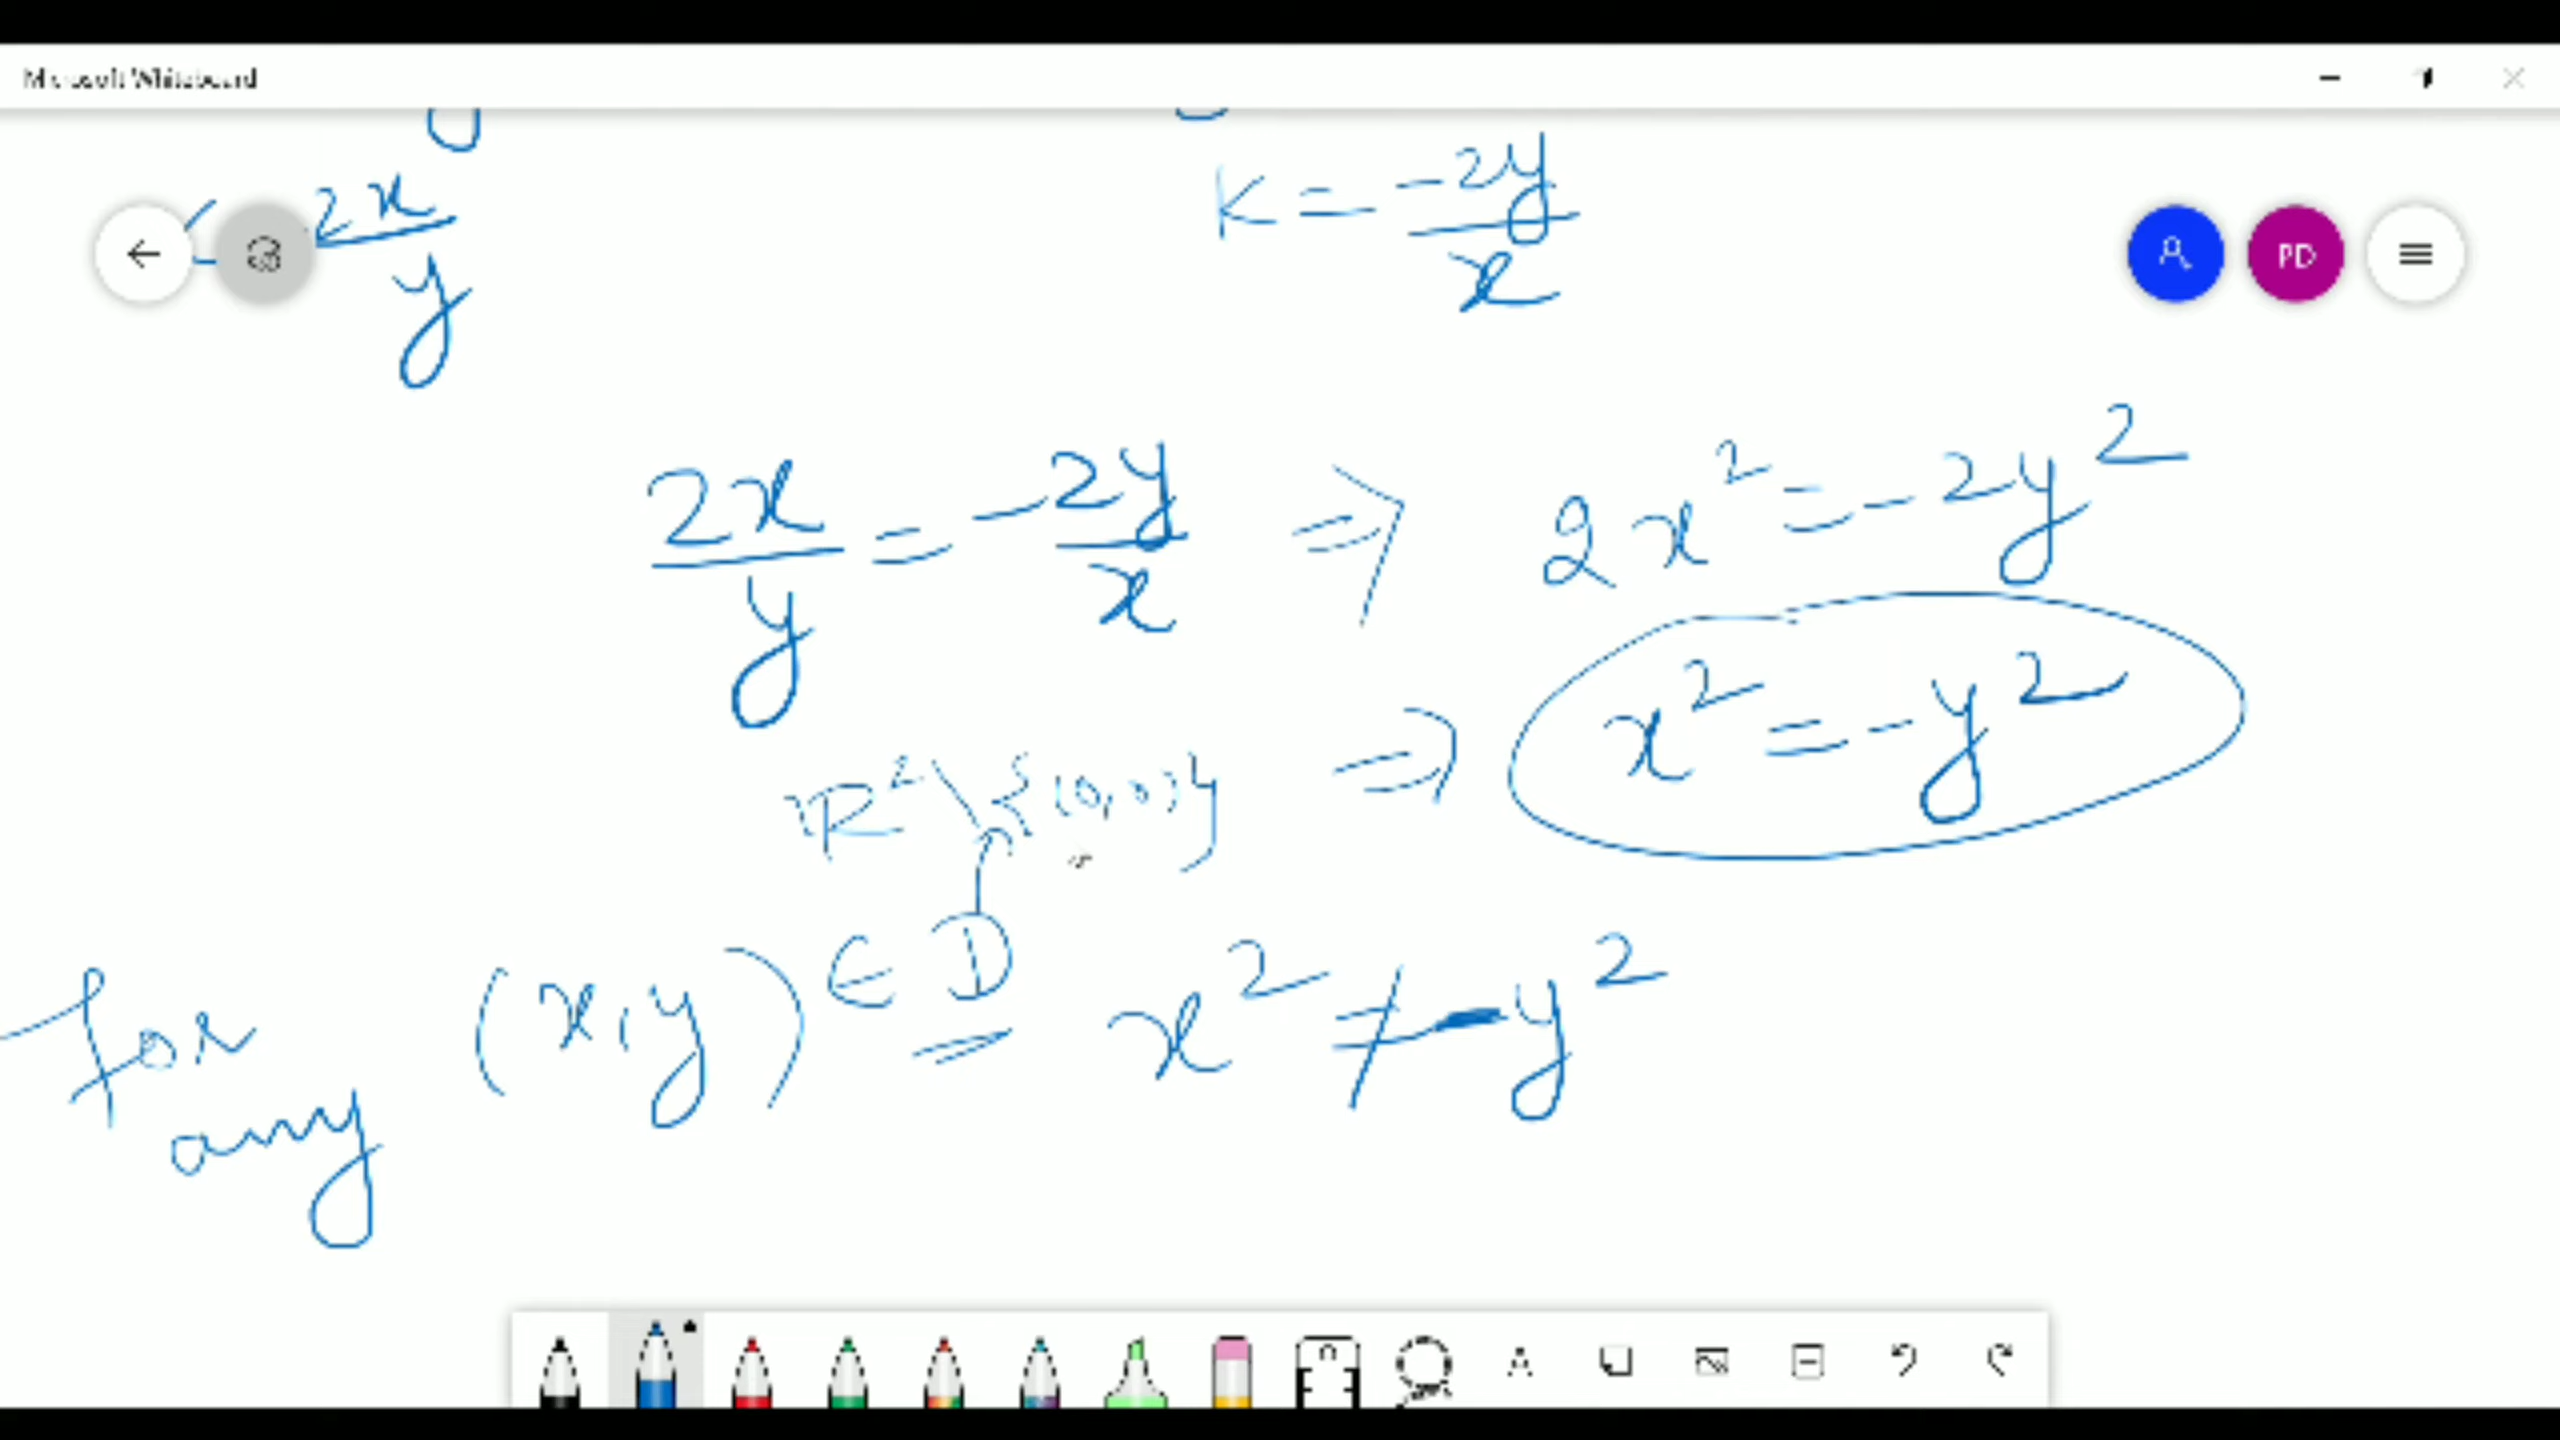 Microsoft Whiteboard
2x/y
K = -2y/x
PD
2x/y = -2y/x ⇒ 2x² = -2y²
⇒ x² = -y²
R² \ {(0,0)}
for any (x,y) ∈ D x² ≠ -y²